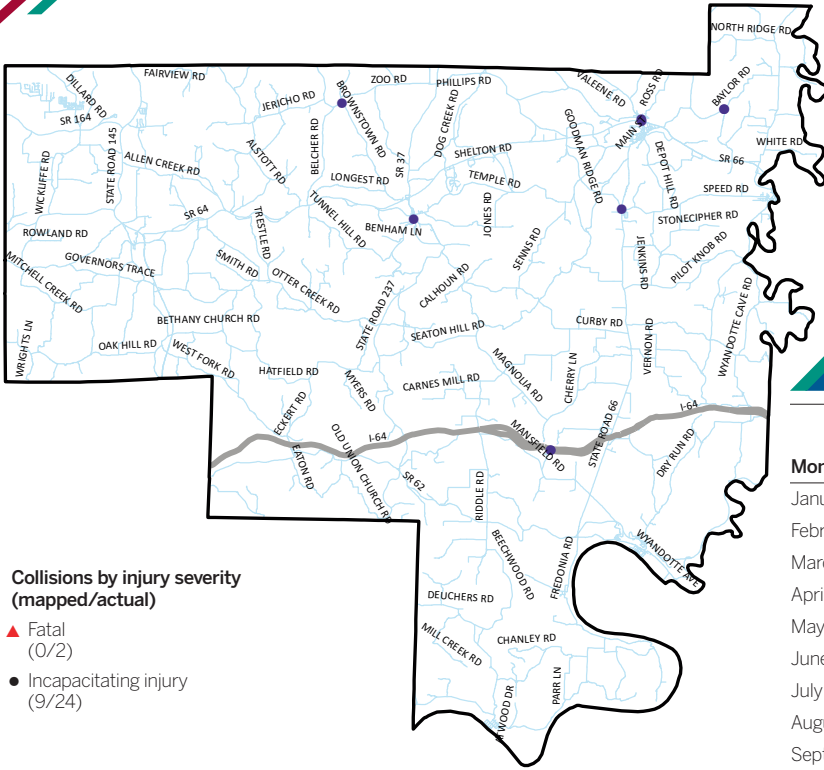 NORTH RIDGE RD
FAIRVIEW RD
ZOO RD
PHILLIPS RD
VALEENE RD
ROSS RD
BAYLOR RD
DILLARD RD
JERICHO RD
BROWNSTOWN RD
DOG CREEK RD
SR 164
STATE ROAD 145
BELCHER RD
SR 37
GOODMAN RIDGE RD
MAIN
WHITE RD
ALLEN CREEK RD
ALSTOTT RD
SHELTON RD
DEPOT HILL RD
SR 66
WICKLIFFE RD
LONGEST RD
TEMPLE RD
SPEED RD
SR 64
TRESTLE RD
TUNNEL HILL RD
BENHAM LN
JONES RD
STONECIPHER RD
ROWLAND RD
SENNS RD
JENKINS RD
PILOT KNOB RD
GOVERNORS TRACE
SMITH RD
OTTER CREEK RD
CALHOUN RD
MITCHELL CREEK RD
STATE ROAD 237
WYANDOTTE CAVE RD
BETHANY CHURCH RD
SEATON HILL RD
CURBY RD
WRIGHTS LN
OAK HILL RD
WEST FORK RD
VERNON RD
HATFIELD RD
MYERS RD
CARNES MILL RD
MAGNOLIA RD
CHERRY LN
ECKERT RD
OLD UNION CHURCH RD
I-64
MANSFIELD RD
STATE ROAD 66
I-64
EATON RD
SR 62
RIDDLE RD
DRY RUN RD
BEECHWOOD RD
FREDONIA RD
WYANDOTTE AVE
DEUCHERS RD
MILL CREEK RD
CHANLEY RD
PARR LN
TWOOD DR
Collisions by injury severity
(mapped/actual)
Fatal
(0/2)
Incapacitating injury
(9/24)
Mon
Janu
Febr
Marc
Apri
May
June
July
Augu
Sept